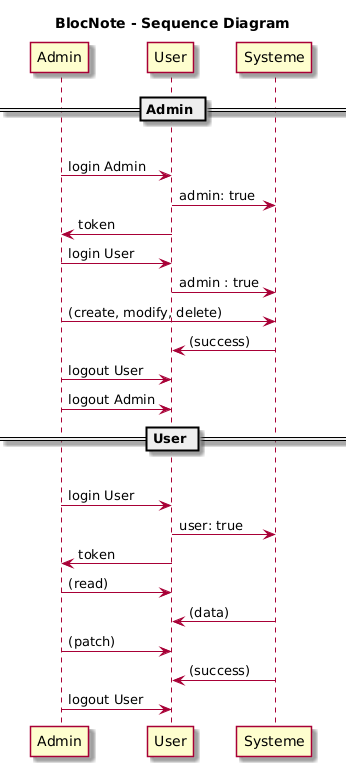 BlocNote - Sequence Diagram
Admin User Systeme
Admin
login Admin
admin: true
token
login User
admin : true
(create, modify, delete)
(success)
logout User
logout Admin
User
login User
user: true
token
(read)
(data)
(patch)
(success)
logout User
Admin User Systeme